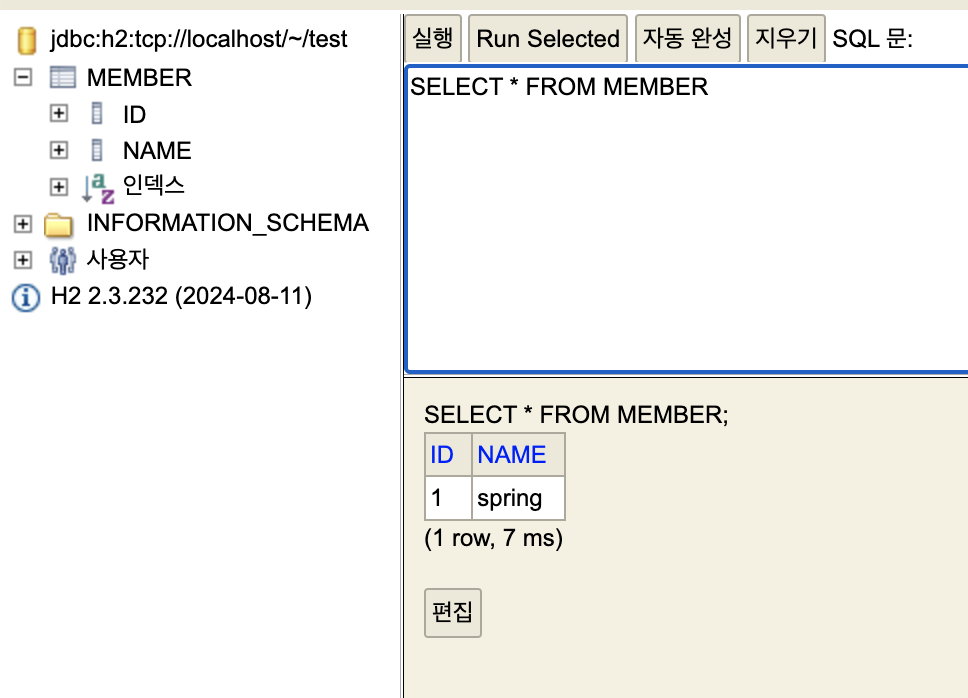 jdbc:h2:tcp://localhost/~/test
MEMBER
ID
NAME
인덱스
INFORMATION_SCHEMA
사용자
H2 2.3.232 (2024-08-11)
실행 Run Selected 자동 완성 지우기 SQL 문:
SELECT * FROM MEMBER
SELECT * FROM MEMBER;
ID NAME
1 spring
(1 row, 7 ms)
편집